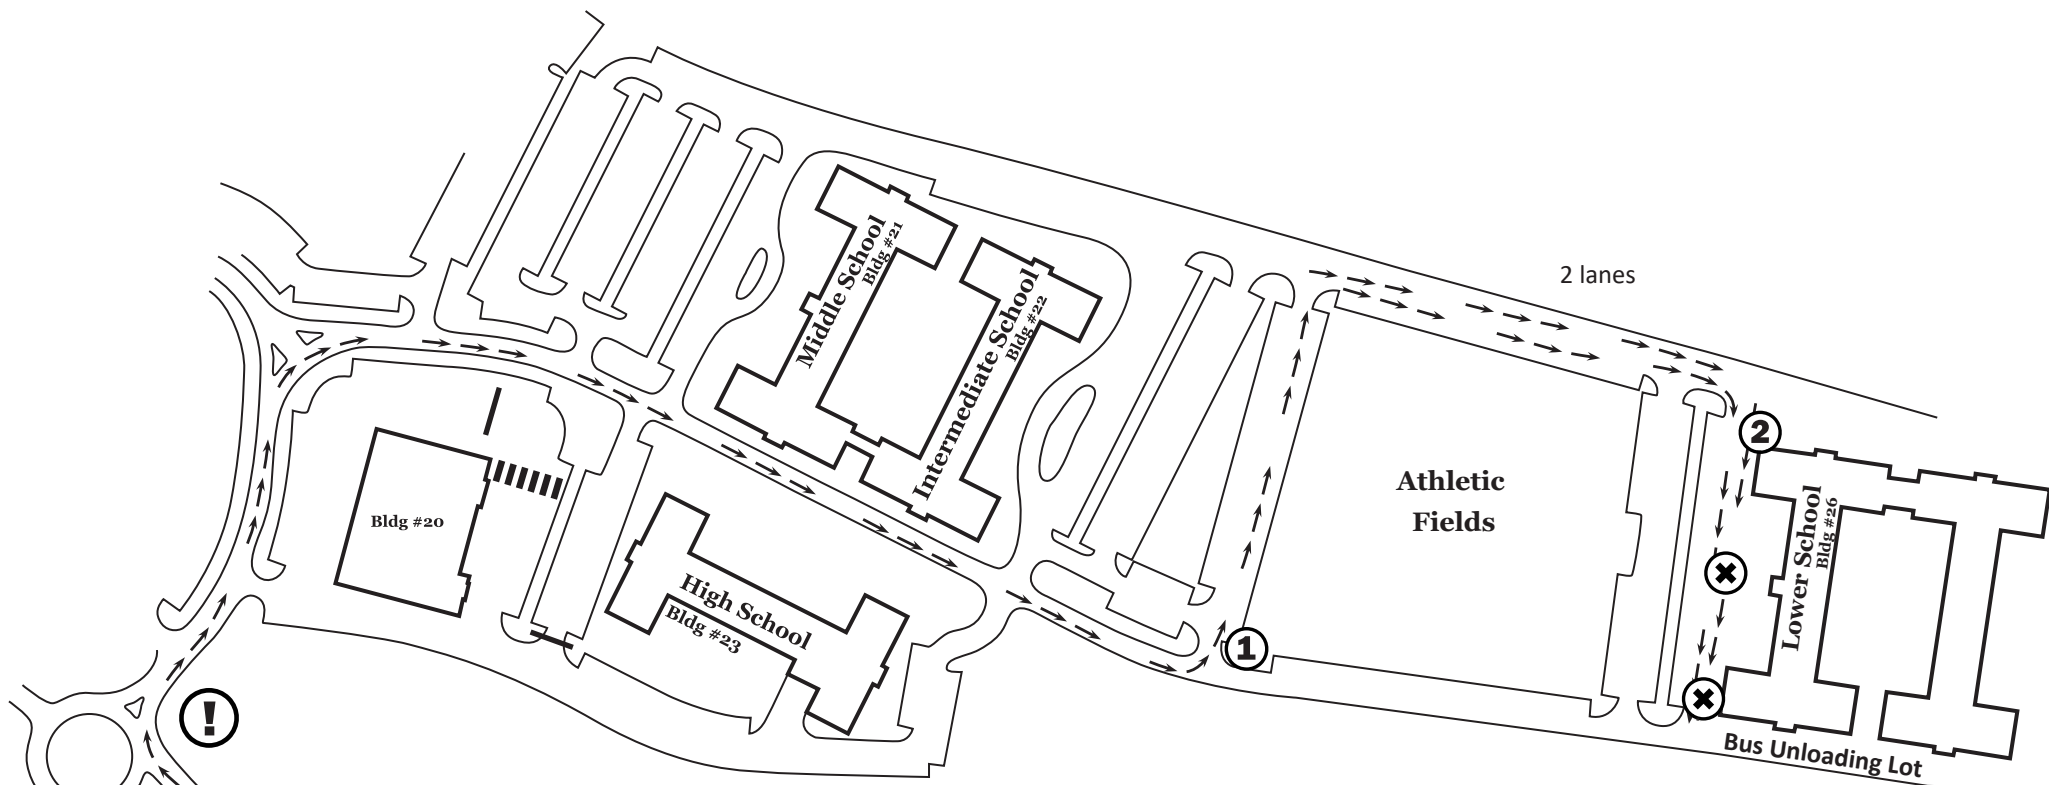 2 lanes
Middle School
Bldg #21
Intermediate School
Bldg #22
Athletic
Fields
2
Bldg #20
Lower School
Bldg #26
High School
Bldg #23
1
!
Bus Unloading Lot